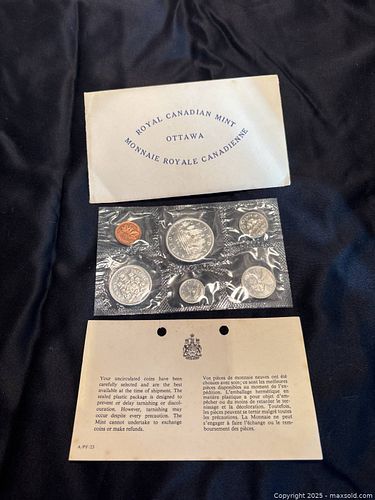 ROYAL CANADIAN MINT
OTTAWA
MONNAIE ROYALE CANADIENNE
Your uncirculated coins have been
carefully selected and are the best
available at the time of shipment. The
sealed plastic package is designed to
prevent or delay tarnishing or discol-
ouration. However, tarnishing may
occur despite every precaution. The
Mint cannot undertake to exchange
coins or make refunds.
Vos pièces de monnaie neuves ont été
choisies avec soin; ce sont les meilleures
pièces disponibles au moment de l'ex-
pédition. L'emballage hermétique en
matière plastique a pour objet d'em-
pêcher ou du moins de retarder le ter-
nissage et la décoloration. Toutefois,
les pièces peuvent se ternir malgré toutes
les précautions. La Monnaie ne peut
s'engager à faire l'échange ou le rem-
boursement des pièces.
A/PF-23
Copyright 2025 - maxsold.com